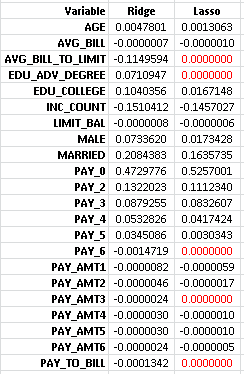 Variable Ridge Lasso
AGE 0.0047801 0.0013063
AVG_BILL -0.0000007 -0.0000010
AVG_BILL_TO_LIMIT -0.1149594 0.0000000
EDU_ADV_DEGREE 0.0710947 0.0000000
EDU_COLLEGE 0.1040356 0.0167148
INC_COUNT -0.1510412 -0.1457027
LIMIT_BAL -0.0000008 -0.0000006
MALE 0.0733620 0.0173428
MARRIED 0.2084383 0.1635735
PAY_0 0.4729776 0.5257001
PAY_2 0.1322023 0.1112340
PAY_3 0.0879255 0.0832607
PAY_4 0.0532826 0.0417424
PAY_5 0.0345086 0.0030343
PAY_6 -0.0014719 0.0000000
PAY_AMT1 -0.0000082 -0.0000059
PAY_AMT2 -0.0000046 -0.0000017
PAY_AMT3 -0.0000024 0.0000000
PAY_AMT4 -0.0000030 -0.0000010
PAY_AMT5 -0.0000030 -0.0000010
PAY_AMT6 -0.0000024 -0.0000005
PAY_TO_BILL -0.0001342 0.0000000